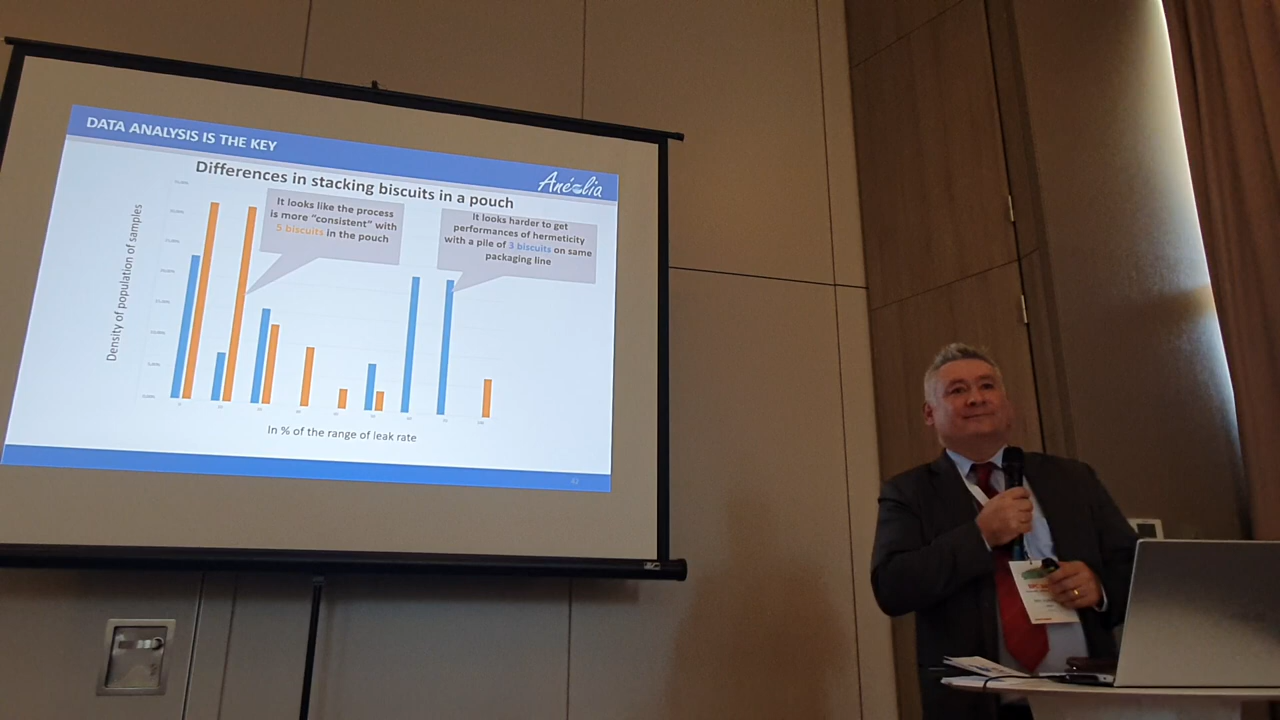 DATA ANALYSIS IS THE KEY
Anéolia
Differences in stacking biscuits in a pouch
It looks like the process
is more “consistent” with
5 biscuits in the pouch
It looks harder to get
performances of hermeticity
with a pile of 3 biscuits on same
packaging line
Density of population of samples
In % of the range of leak rate
42